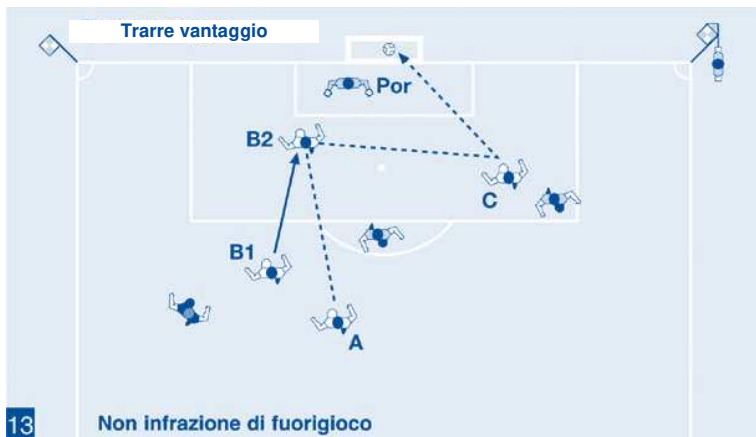 Trarre vantaggio
Por
B2
C
B1
A
13
Non infrazione di fuorigioco